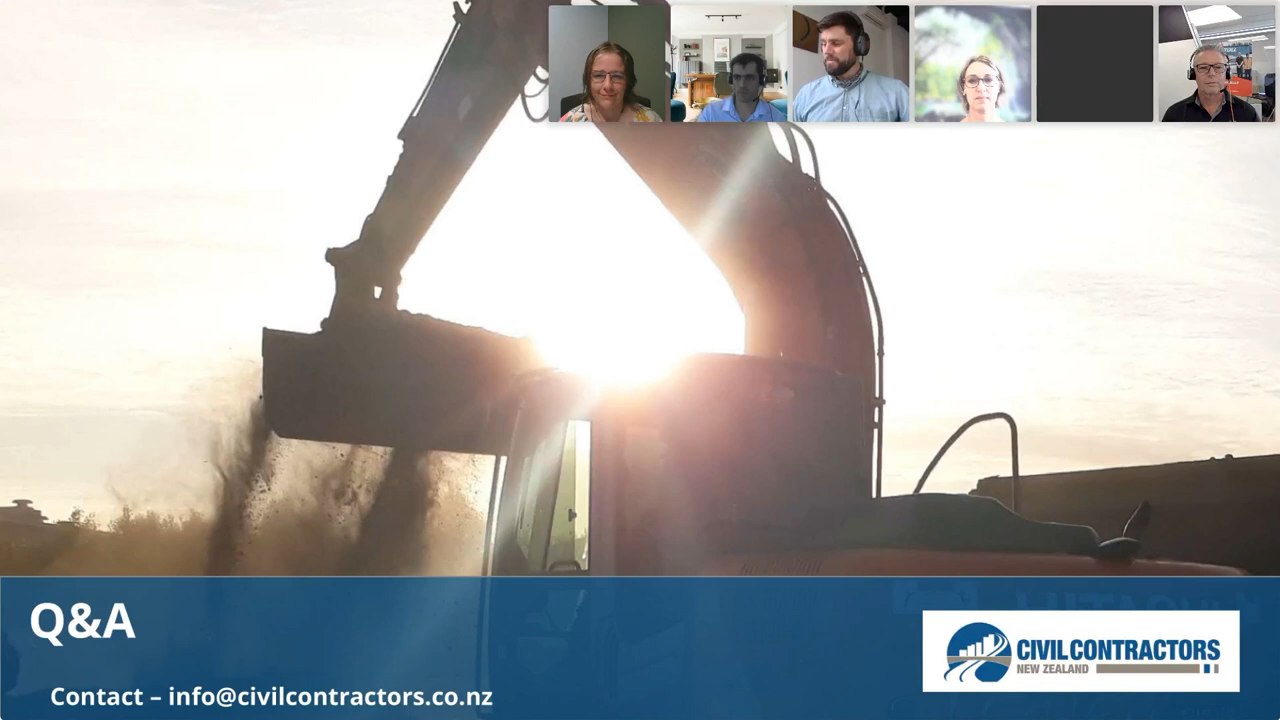 Q&A
CIVIL CONTRACTORS
NEW ZEALAND
Contact – info@civilcontractors.co.nz